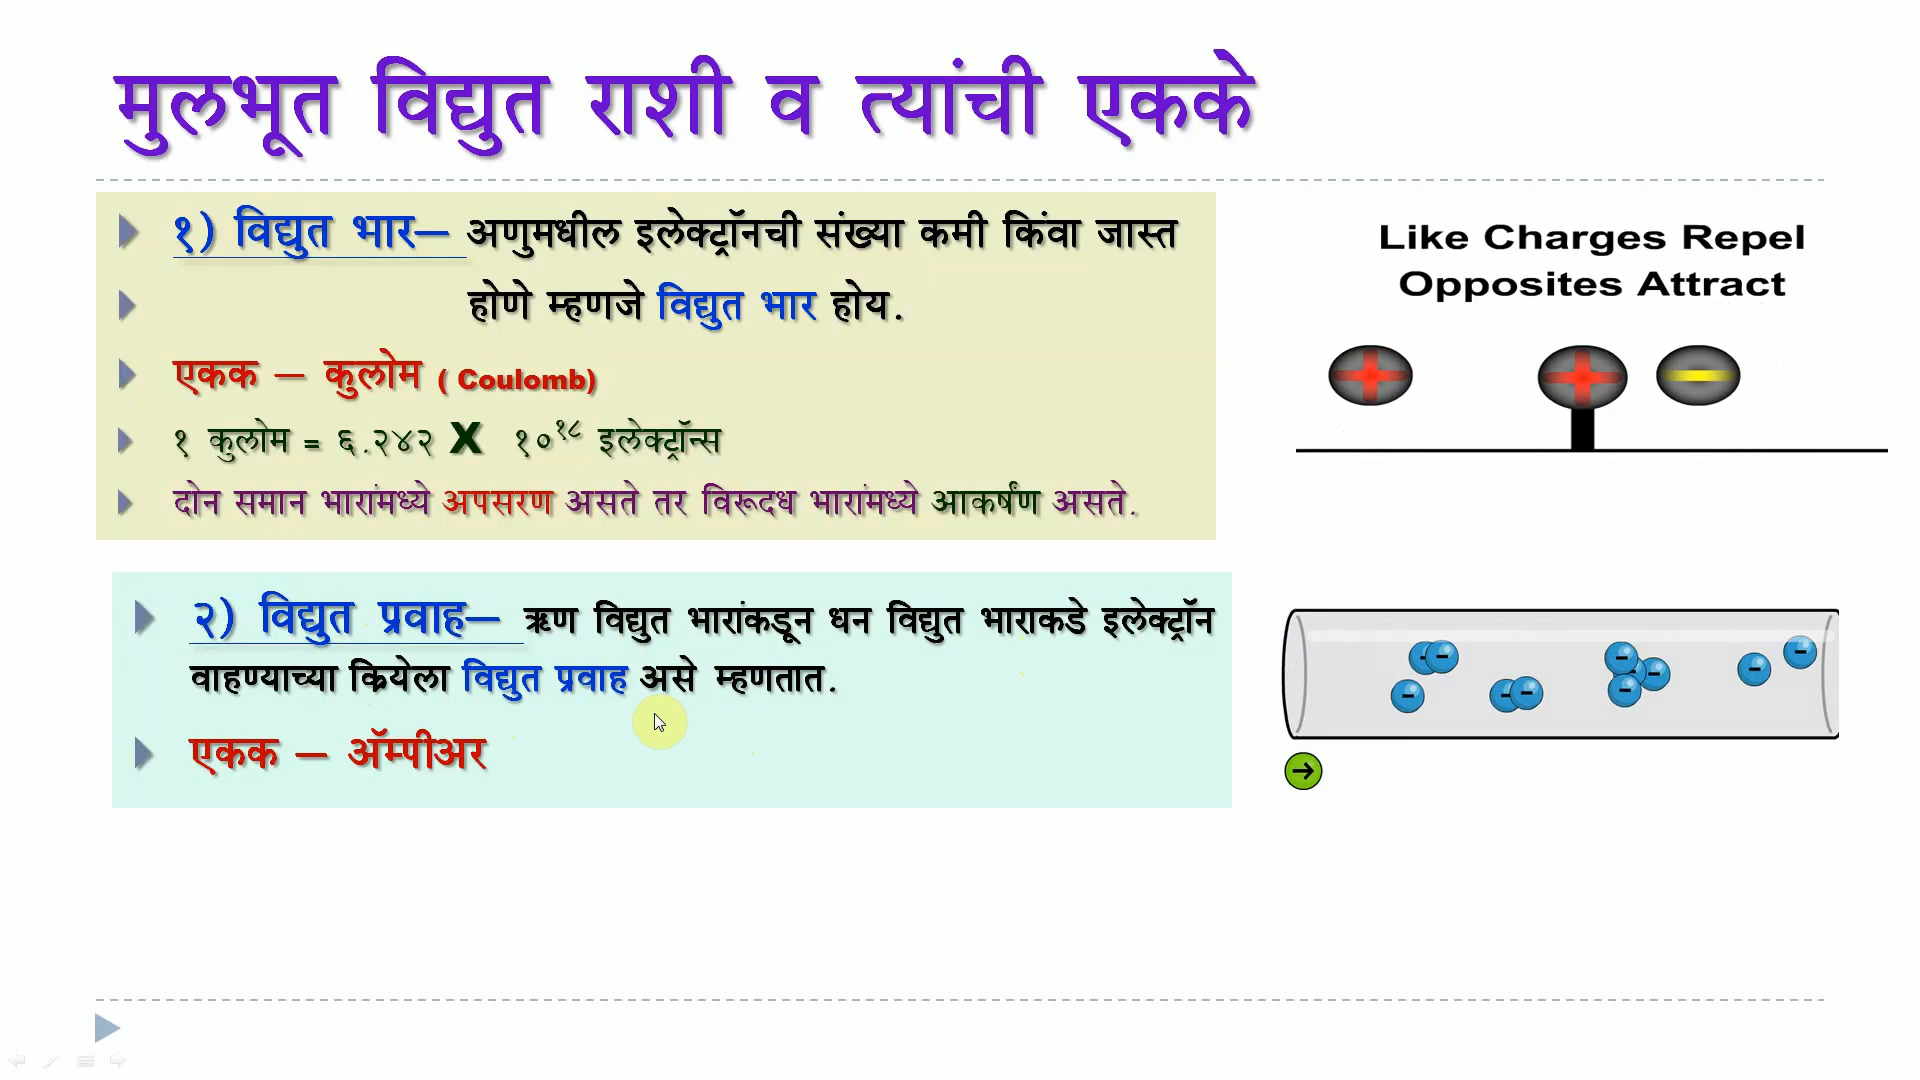 मुलभूत विद्युत राशी व त्यांची एकके
१) विद्युत भार– अणुमधील इलेक्ट्रॉनची संख्या कमी किंवा जास्त
होणे म्हणजे विद्युत भार होय.
एकक – कुलोम ( Coulomb)
१ कुलोम = ६.२४२ X १०¹⁸ इलेक्ट्रॉन्स
दोन समान भारांमध्ये अपसरण असते तर विरूदध भारांमध्ये आकर्षंण असते.
Like Charges Repel
Opposites Attract
२) विद्युत प्रवाह– ऋण विद्युत भारांकडून धन विद्युत भाराकडे इलेक्ट्रॉन
वाहण्याच्या क्रियेला विद्युत प्रवाह असे म्हणतात.
एकक – ॲम्पीअर